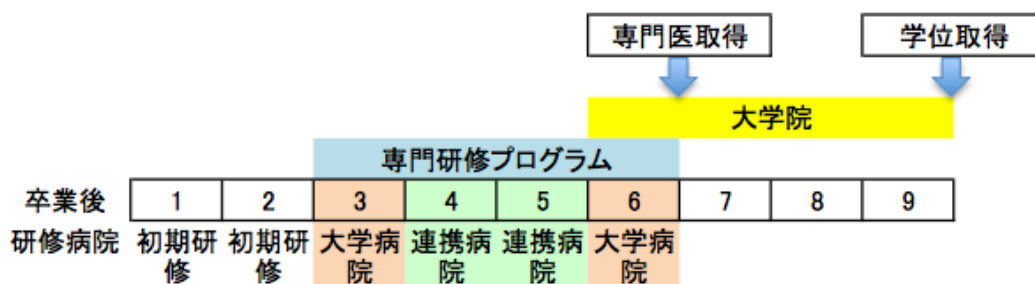 専門医取得 学位取得
大学院
専門研修プログラム
卒業後 1 2 3 4 5 6 7 8 9
研修病院 初期研修 初期研修 大学病院 連携病院 連携病院 大学病院